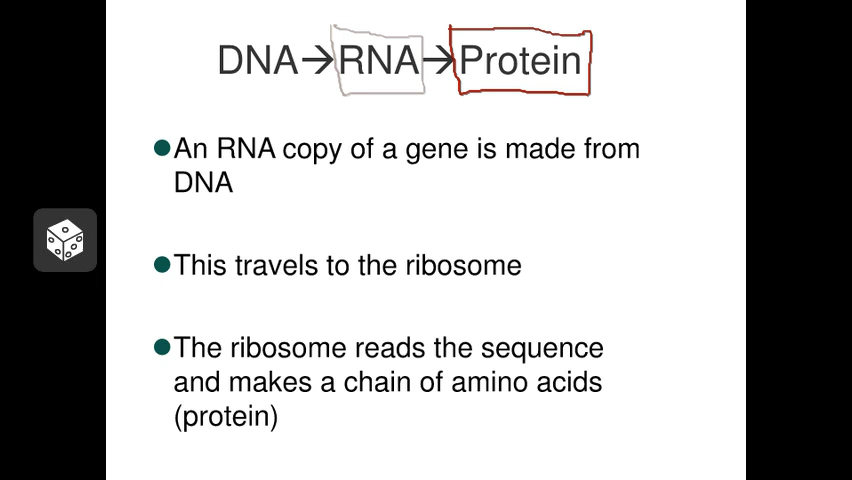 DNA→RNA→Protein
●An RNA copy of a gene is made from
DNA
●This travels to the ribosome
●The ribosome reads the sequence
and makes a chain of amino acids
(protein)